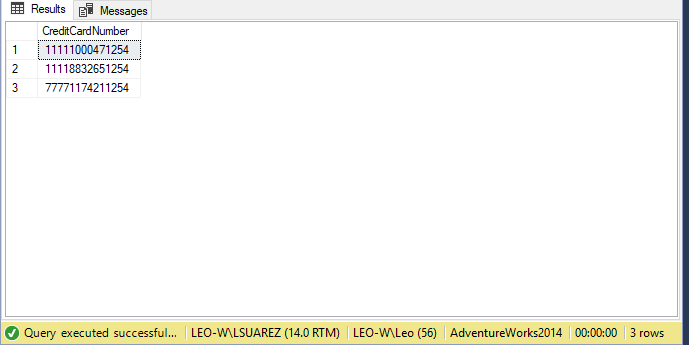 Results Messages
CreditCardNumber
1 11111000471254
2 11118832651254
3 77771174211254
Query executed successful... LEO-W\LSUAREZ (14.0 RTM) LEO-W\Leo (56) AdventureWorks2014 00:00:00 3 rows